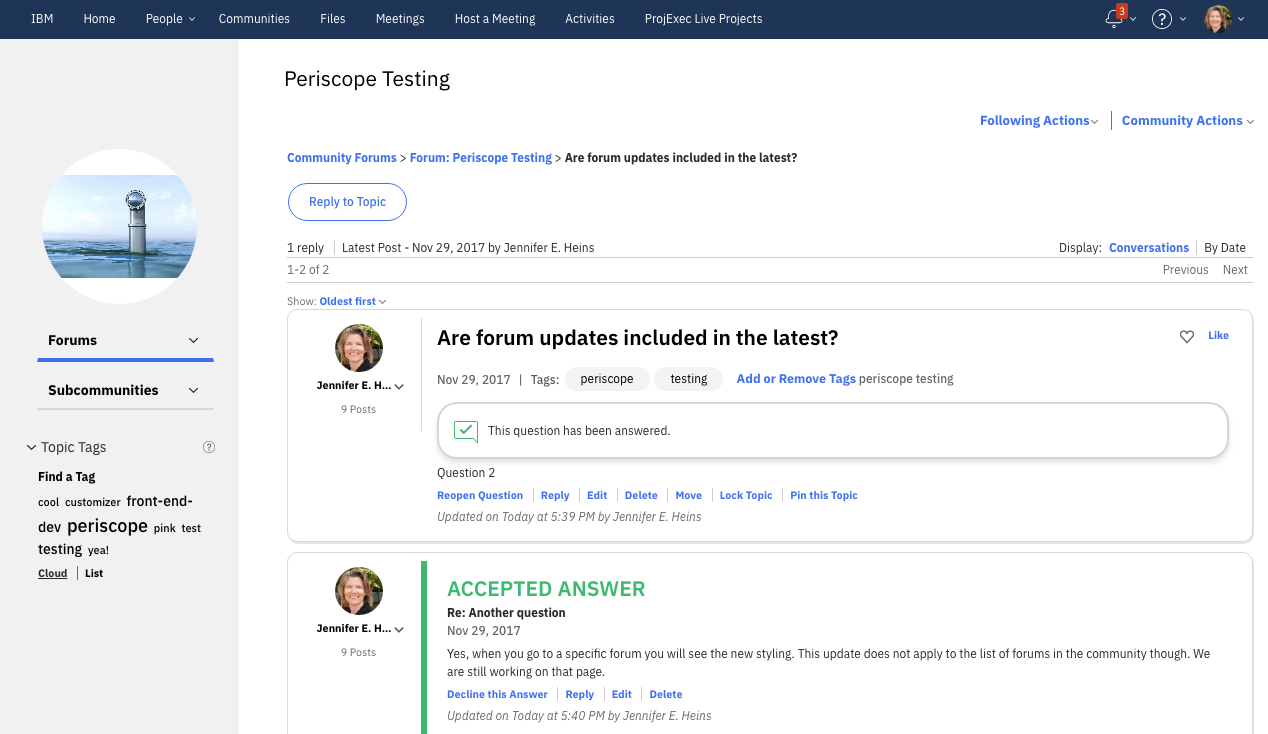 IBM Home People Communities Files Meetings Host a Meeting Activities ProjExec Live Projects 3 ?
Periscope Testing
Following Actions Community Actions
Community Forums > Forum: Periscope Testing > Are forum updates included in the latest?
Reply to Topic
1 reply Latest Post - Nov 29, 2017 by Jennifer E. Heins Display: Conversations By Date
1-2 of 2 Previous Next
Show: Oldest first
Forums
Subcommunities
Topic Tags ?
Find a Tag
cool customizer front-end-
dev periscope pink test
testing yea!
Cloud List
Jennifer E. H...
9 Posts
Are forum updates included in the latest? Like
Nov 29, 2017 | Tags: periscope testing Add or Remove Tags periscope testing
This question has been answered.
Question 2
Reopen Question Reply Edit Delete Move Lock Topic Pin this Topic
Updated on Today at 5:39 PM by Jennifer E. Heins
Jennifer E. H...
9 Posts
ACCEPTED ANSWER
Re: Another question
Nov 29, 2017
Yes, when you go to a specific forum you will see the new styling. This update does not apply to the list of forums in the community though. We
are still working on that page.
Decline this Answer Reply Edit Delete
Updated on Today at 5:40 PM by Jennifer E. Heins